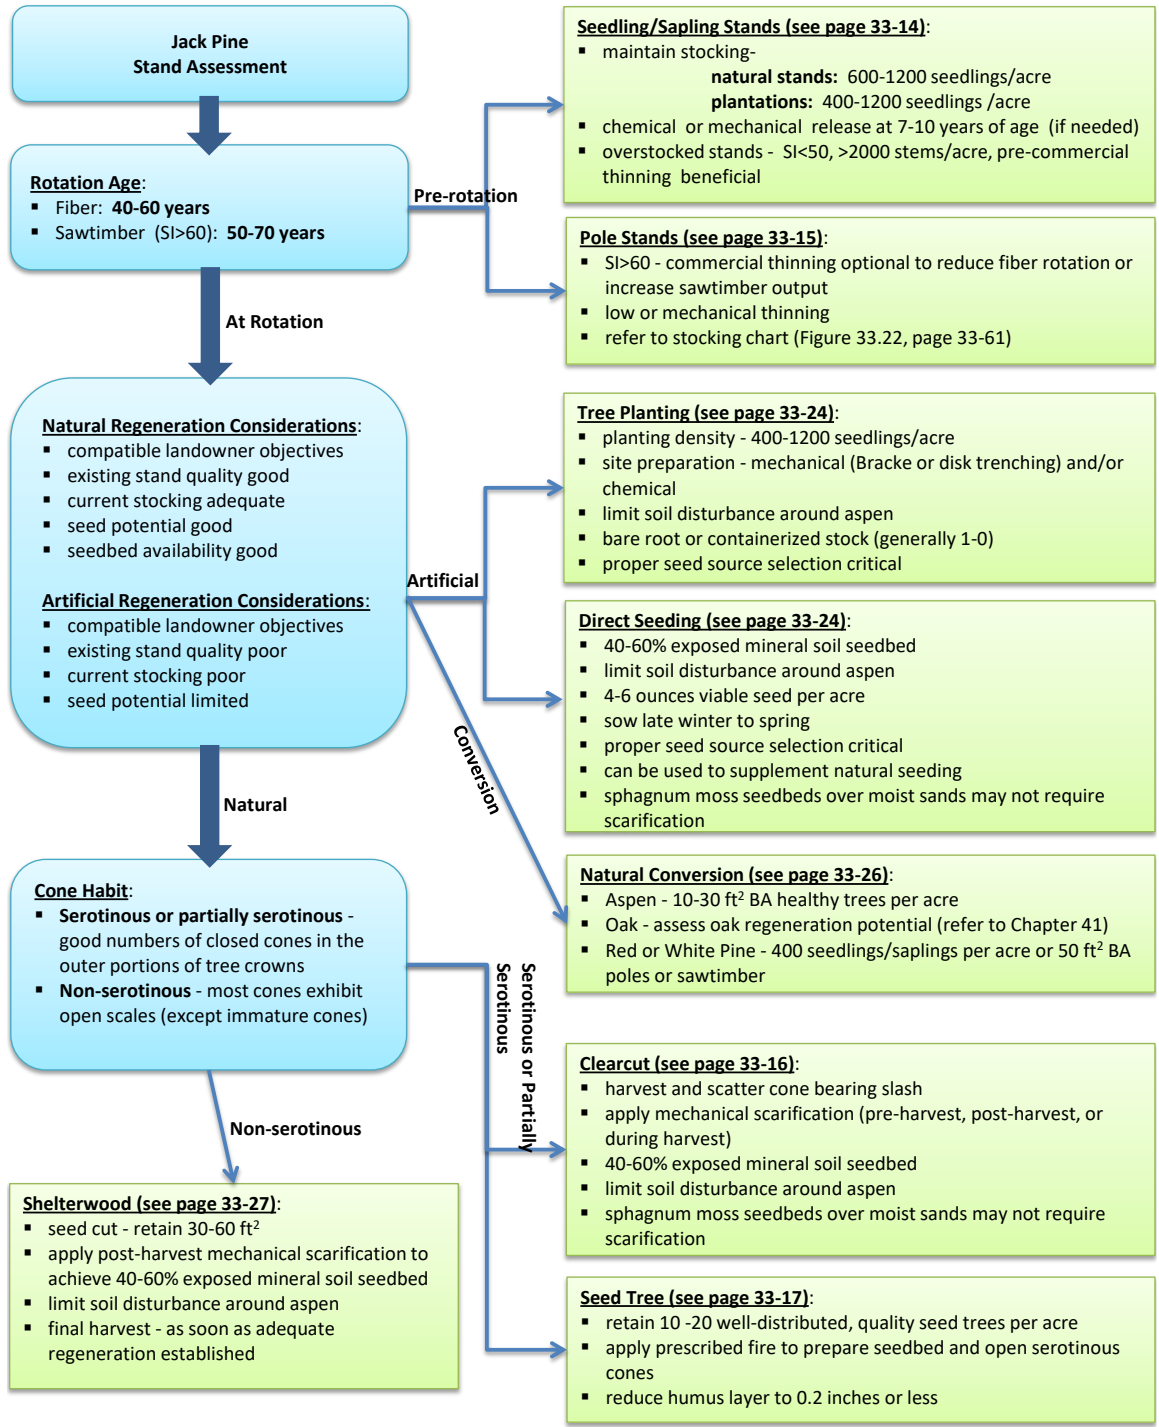 Jack Pine
Stand Assessment
Rotation Age:
▪ Fiber: 40-60 years
▪ Sawtimber (SI>60): 50-70 years
Pre-rotation
Seedling/Sapling Stands (see page 33-14):
▪ maintain stocking-
natural stands: 600-1200 seedlings/acre
plantations: 400-1200 seedlings /acre
▪ chemical or mechanical release at 7-10 years of age (if needed)
▪ overstocked stands - SI<50, >2000 stems/acre, pre-commercial
thinning beneficial
Pole Stands (see page 33-15):
▪ SI>60 - commercial thinning optional to reduce fiber rotation or
increase sawtimber output
▪ low or mechanical thinning
▪ refer to stocking chart (Figure 33.22, page 33-61)
At Rotation
Natural Regeneration Considerations:
▪ compatible landowner objectives
▪ existing stand quality good
▪ current stocking adequate
▪ seed potential good
▪ seedbed availability good
Artificial Regeneration Considerations:
▪ compatible landowner objectives
▪ existing stand quality poor
▪ current stocking poor
▪ seed potential limited
Artificial
Tree Planting (see page 33-24):
▪ planting density - 400-1200 seedlings/acre
▪ site preparation - mechanical (Bracke or disk trenching) and/or
chemical
▪ limit soil disturbance around aspen
▪ bare root or containerized stock (generally 1-0)
▪ proper seed source selection critical
Direct Seeding (see page 33-24):
▪ 40-60% exposed mineral soil seedbed
▪ limit soil disturbance around aspen
▪ 4-6 ounces viable seed per acre
▪ sow late winter to spring
▪ proper seed source selection critical
▪ can be used to supplement natural seeding
▪ sphagnum moss seedbeds over moist sands may not require
scarification
Conversion
Natural Conversion (see page 33-26):
▪ Aspen - 10-30 ft² BA healthy trees per acre
▪ Oak - assess oak regeneration potential (refer to Chapter 41)
▪ Red or White Pine - 400 seedlings/saplings per acre or 50 ft² BA
poles or sawtimber
Natural
Cone Habit:
▪ Serotinous or partially serotinous -
good numbers of closed cones in the
outer portions of tree crowns
▪ Non-serotinous - most cones exhibit
open scales (except immature cones)
Serotinous or Partially
Serotinous
Clearcut (see page 33-16):
▪ harvest and scatter cone bearing slash
▪ apply mechanical scarification (pre-harvest, post-harvest, or
during harvest)
▪ 40-60% exposed mineral soil seedbed
▪ limit soil disturbance around aspen
▪ sphagnum moss seedbeds over moist sands may not require
scarification
Seed Tree (see page 33-17):
▪ retain 10 -20 well-distributed, quality seed trees per acre
▪ apply prescribed fire to prepare seedbed and open serotinous
cones
▪ reduce humus layer to 0.2 inches or less
Non-serotinous
Shelterwood (see page 33-27):
▪ seed cut - retain 30-60 ft²
▪ apply post-harvest mechanical scarification to
achieve 40-60% exposed mineral soil seedbed
▪ limit soil disturbance around aspen
▪ final harvest - as soon as adequate
regeneration established